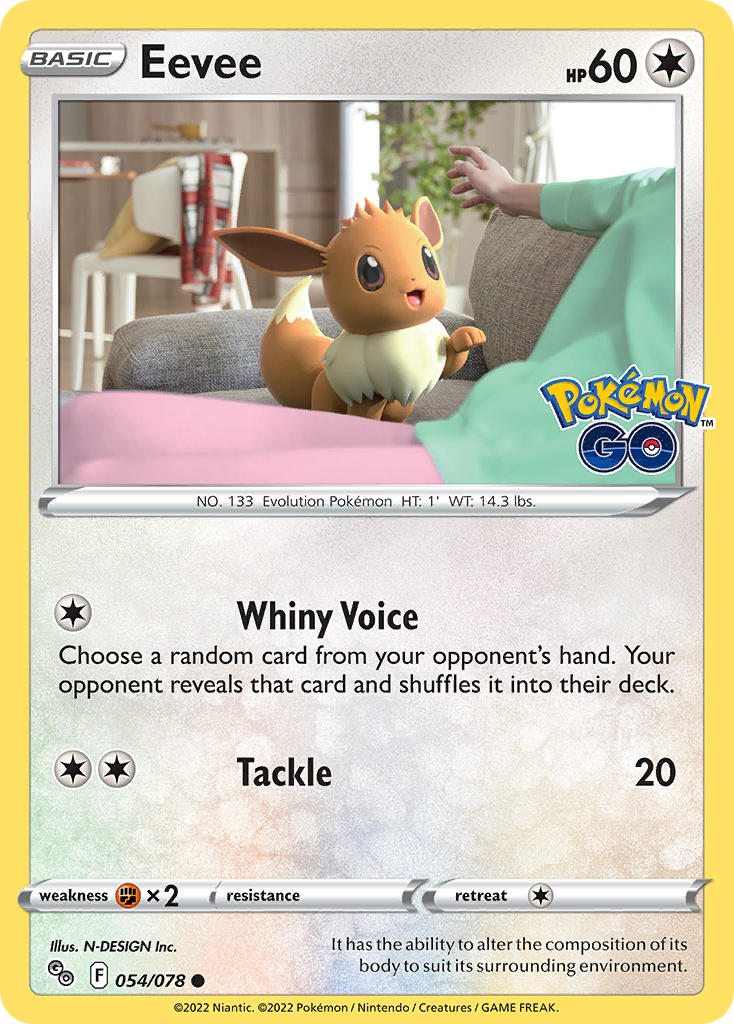 BASIC Eevee HP60
POKéMON™
GO
NO. 133 Evolution Pokémon HT: 1' WT: 14.3 lbs.
Whiny Voice
Choose a random card from your opponent's hand. Your
opponent reveals that card and shuffles it into their deck.
Tackle 20
weakness ×2 resistance retreat
Illus. N-DESIGN Inc.
It has the ability to alter the composition of its
body to suit its surrounding environment.
GO F 054/078
©2022 Niantic. ©2022 Pokémon / Nintendo / Creatures / GAME FREAK.